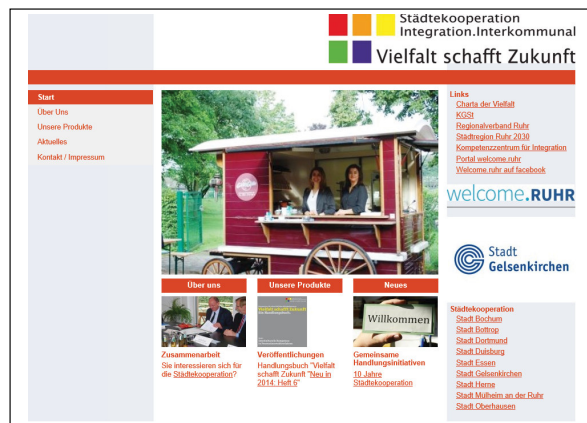 Städtekooperation
Integration.Interkommunal
Vielfalt schafft Zukunft
Start
Über Uns
Unsere Produkte
Aktuelles
Kontakt / Impressum
Links
Charta der Vielfalt
KGSt
Regionalverband Ruhr
Städtregion Ruhr 2030
Kompetenzzentrum für Integration
Portal welcome.ruhr
Welcome.ruhr auf facebook
welcome.RUHR
Stadt
Gelsenkirchen
Über uns
Zusammenarbeit
Sie interessieren sich für
die Städtekooperation?
Unsere Produkte
Vielfalt schafft Zukunft
Veröffentlichungen
Handlungsbuch "Vielfalt
schafft Zukunft "Neu in
2014: Heft 6"
Neues
Willkommen
Gemeinsame
Handlungsinitiativen
10 Jahre
Städtekooperation
Städtekooperation
Stadt Bochum
Stadt Bottrop
Stadt Dortmund
Stadt Duisburg
Stadt Essen
Stadt Gelsenkirchen
Stadt Herne
Stadt Mülheim an der Ruhr
Stadt Oberhausen